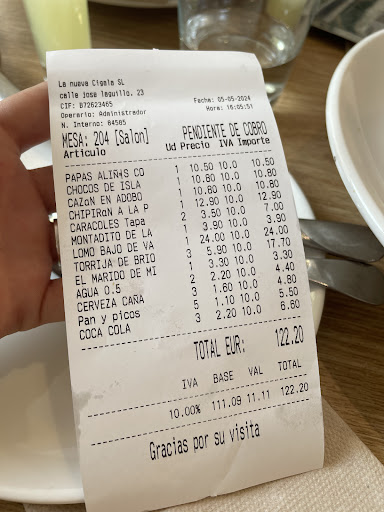 La nueva Cigala SL
calle jose laguillo, 23
CIF: B72623465 Fecha: 05-05-2024
Operario: Administrador Hora: 16:05:51
N. Interno: 64565
MESA: 204 [Salon] PENDIENTE DE COBRO
Articulo Ud Precio IVA Importe
PAPAS ALIÑ$ CO 1 10.50 10.0 10.50
CHOCOS DE ISLA 1 10.80 10.0 10.80
CAZoN EN ADOBO 1 10.80 10.0 10.80
CHIPIRoN A LA P 1 12.90 10.0 12.90
CARACOLES Tapa 2 3.50 10.0 7.00
MONTADITO DE LA 1 3.90 10.0 3.90
LOMO BAJO DE VA 1 24.00 10.0 24.00
TORRIJA DE BRIO 3 5.90 10.0 17.70
EL MARIDO DE MI 1 3.30 10.0 3.30
AGUA 0.5 2 2.20 10.0 4.40
CERVEZA CAÑA 3 1.60 10.0 4.80
Pan y picos 5 1.10 10.0 5.50
COCA COLA 3 2.20 10.0 6.60
TOTAL EUR: 122.20
IVA BASE VAL TOTAL
10.00% 111.09 11.11 122.20
Gracias por su visita